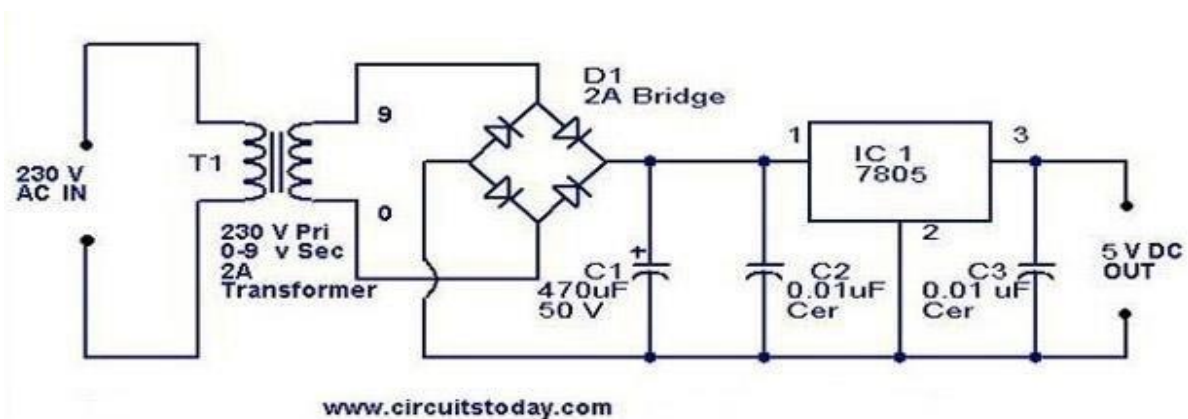 230 V
AC IN
T1
9
0
230 V Pri
0-9 v Sec
2A
Transformer
D1
2A Bridge
+
C1
470uF
50 V
C2
0.01uF
Cer
1
IC 1
7805
3
2
C3
0.01 uF
Cer
5 V DC
OUT
www.circuitstoday.com